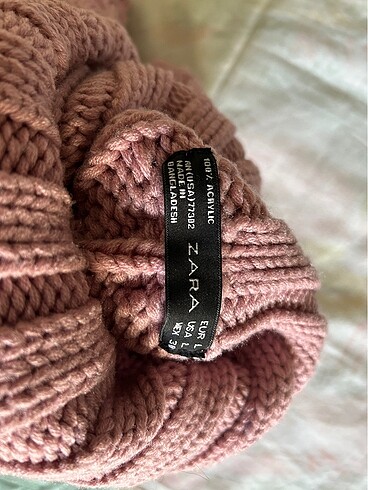 100% ACRYLIC
RN(USA)77302
MADE IN
BANGLADESH
ZARA
EUR L
USA L
MEX